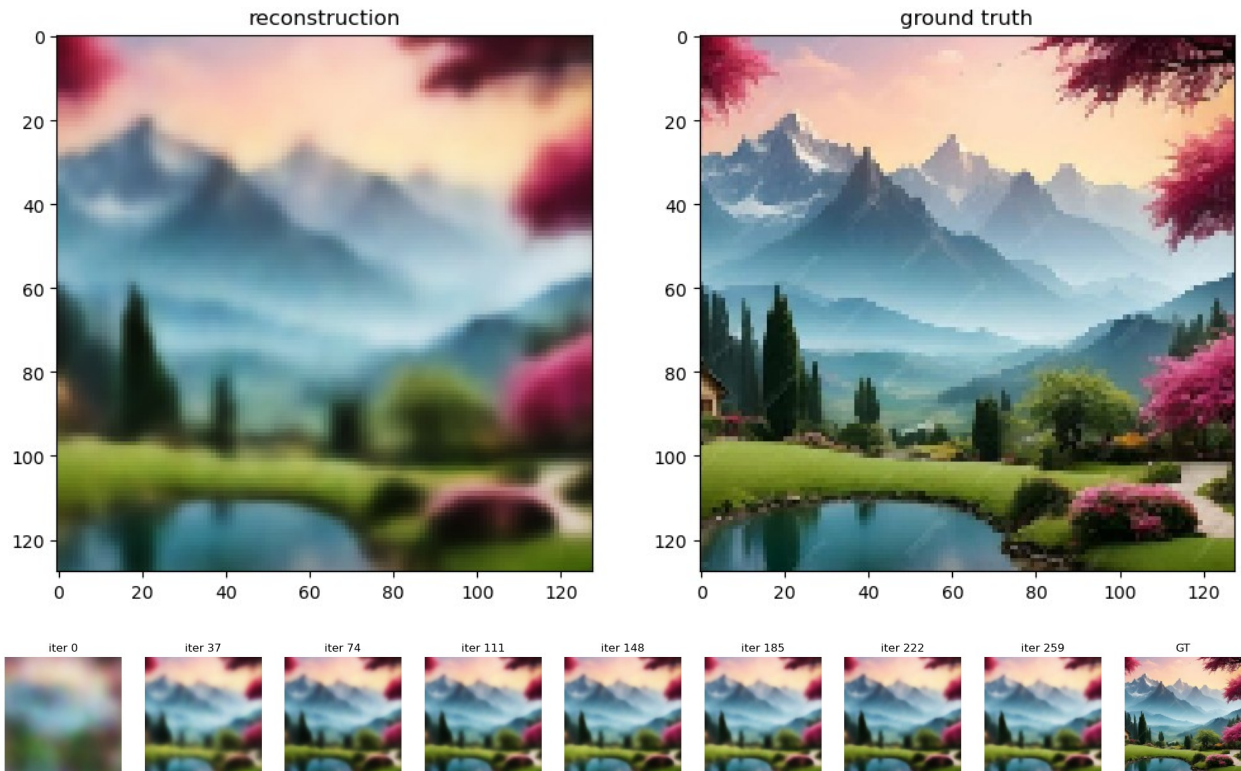 reconstruction
ground truth
0
20
40
60
80
100
120
0 20 40 60 80 100 120
0
20
40
60
80
100
120
0 20 40 60 80 100 120
iter 0
iter 37
iter 74
iter 111
iter 148
iter 185
iter 222
iter 259
GT